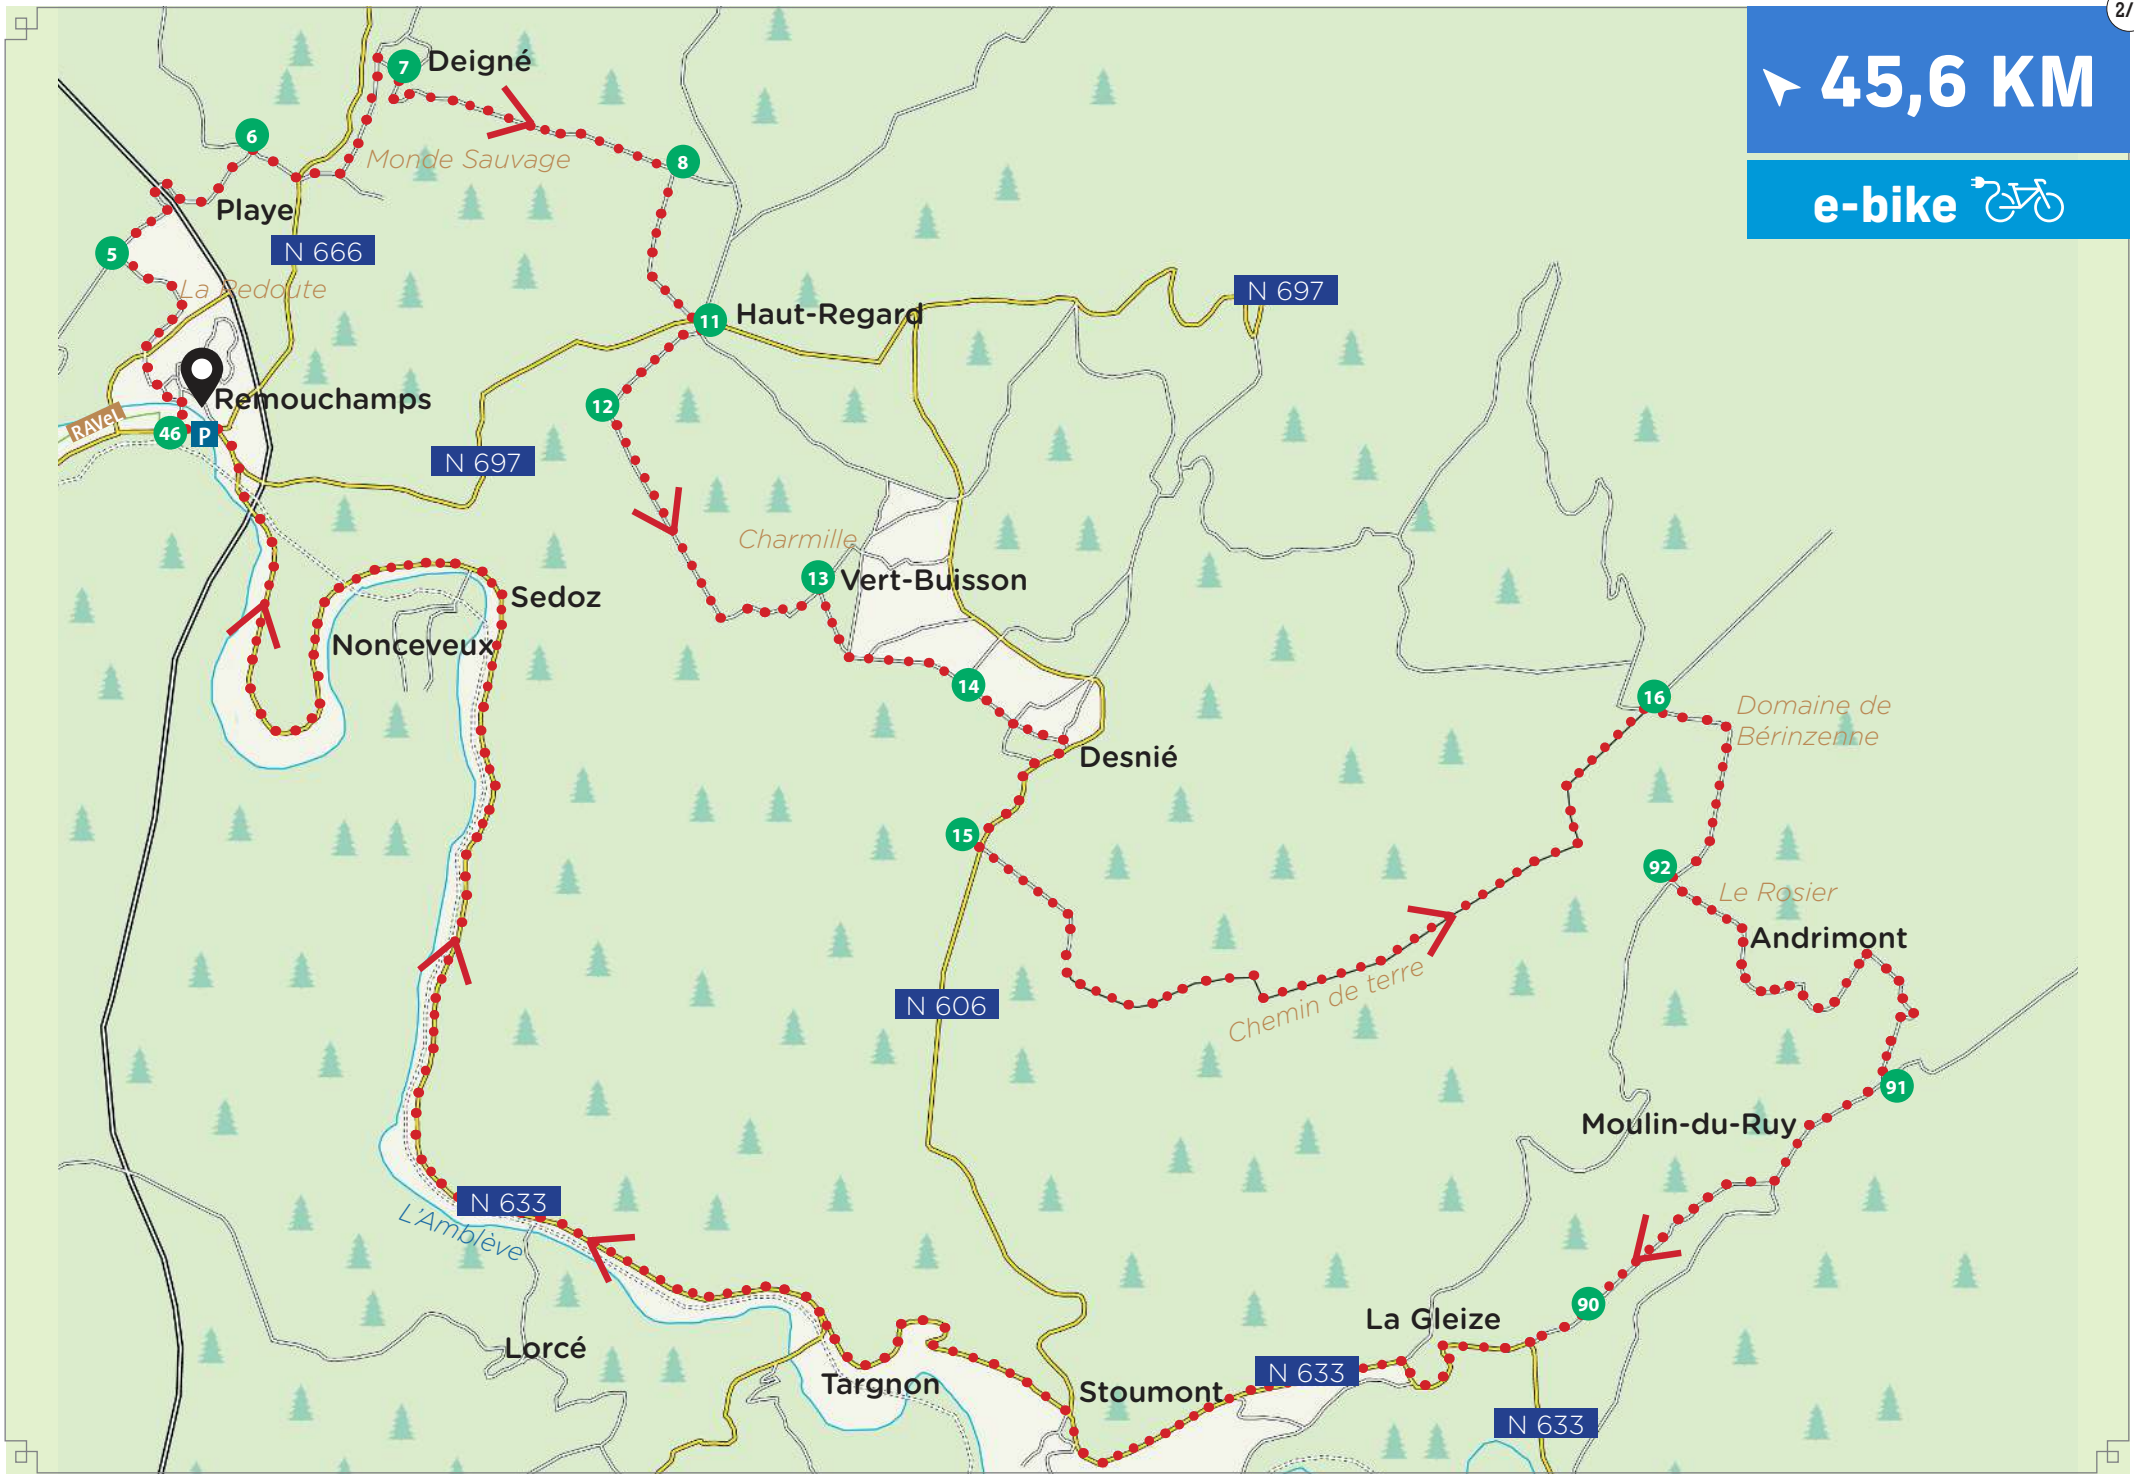 2/
45,6 KM
e-bike
7
Deigné
6
Monde Sauvage
8
Playe
5
N 666
La Redoute
N 697
11
Haut-Regard
Remouchamps
RAVeL
46
P
12
N 697
Charmille
13
Vert-Buisson
Sedoz
Nonceveux
14
16
Domaine de
Bérinzenne
Desnié
15
92
Le Rosier
Andrimont
Chemin de terre
N 606
91
Moulin-du-Ruy
N 633
L'Amblève
90
La Gleize
Lorcé
N 633
Targnon
Stoumont
N 633